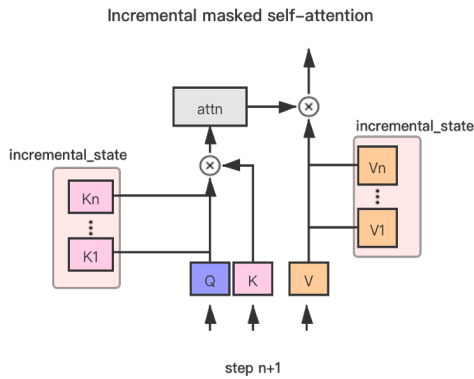 Incremental masked self-attention
attn
incremental_state
incremental_state
Kn
K1
Vn
V1
Q
K
V
step n+1